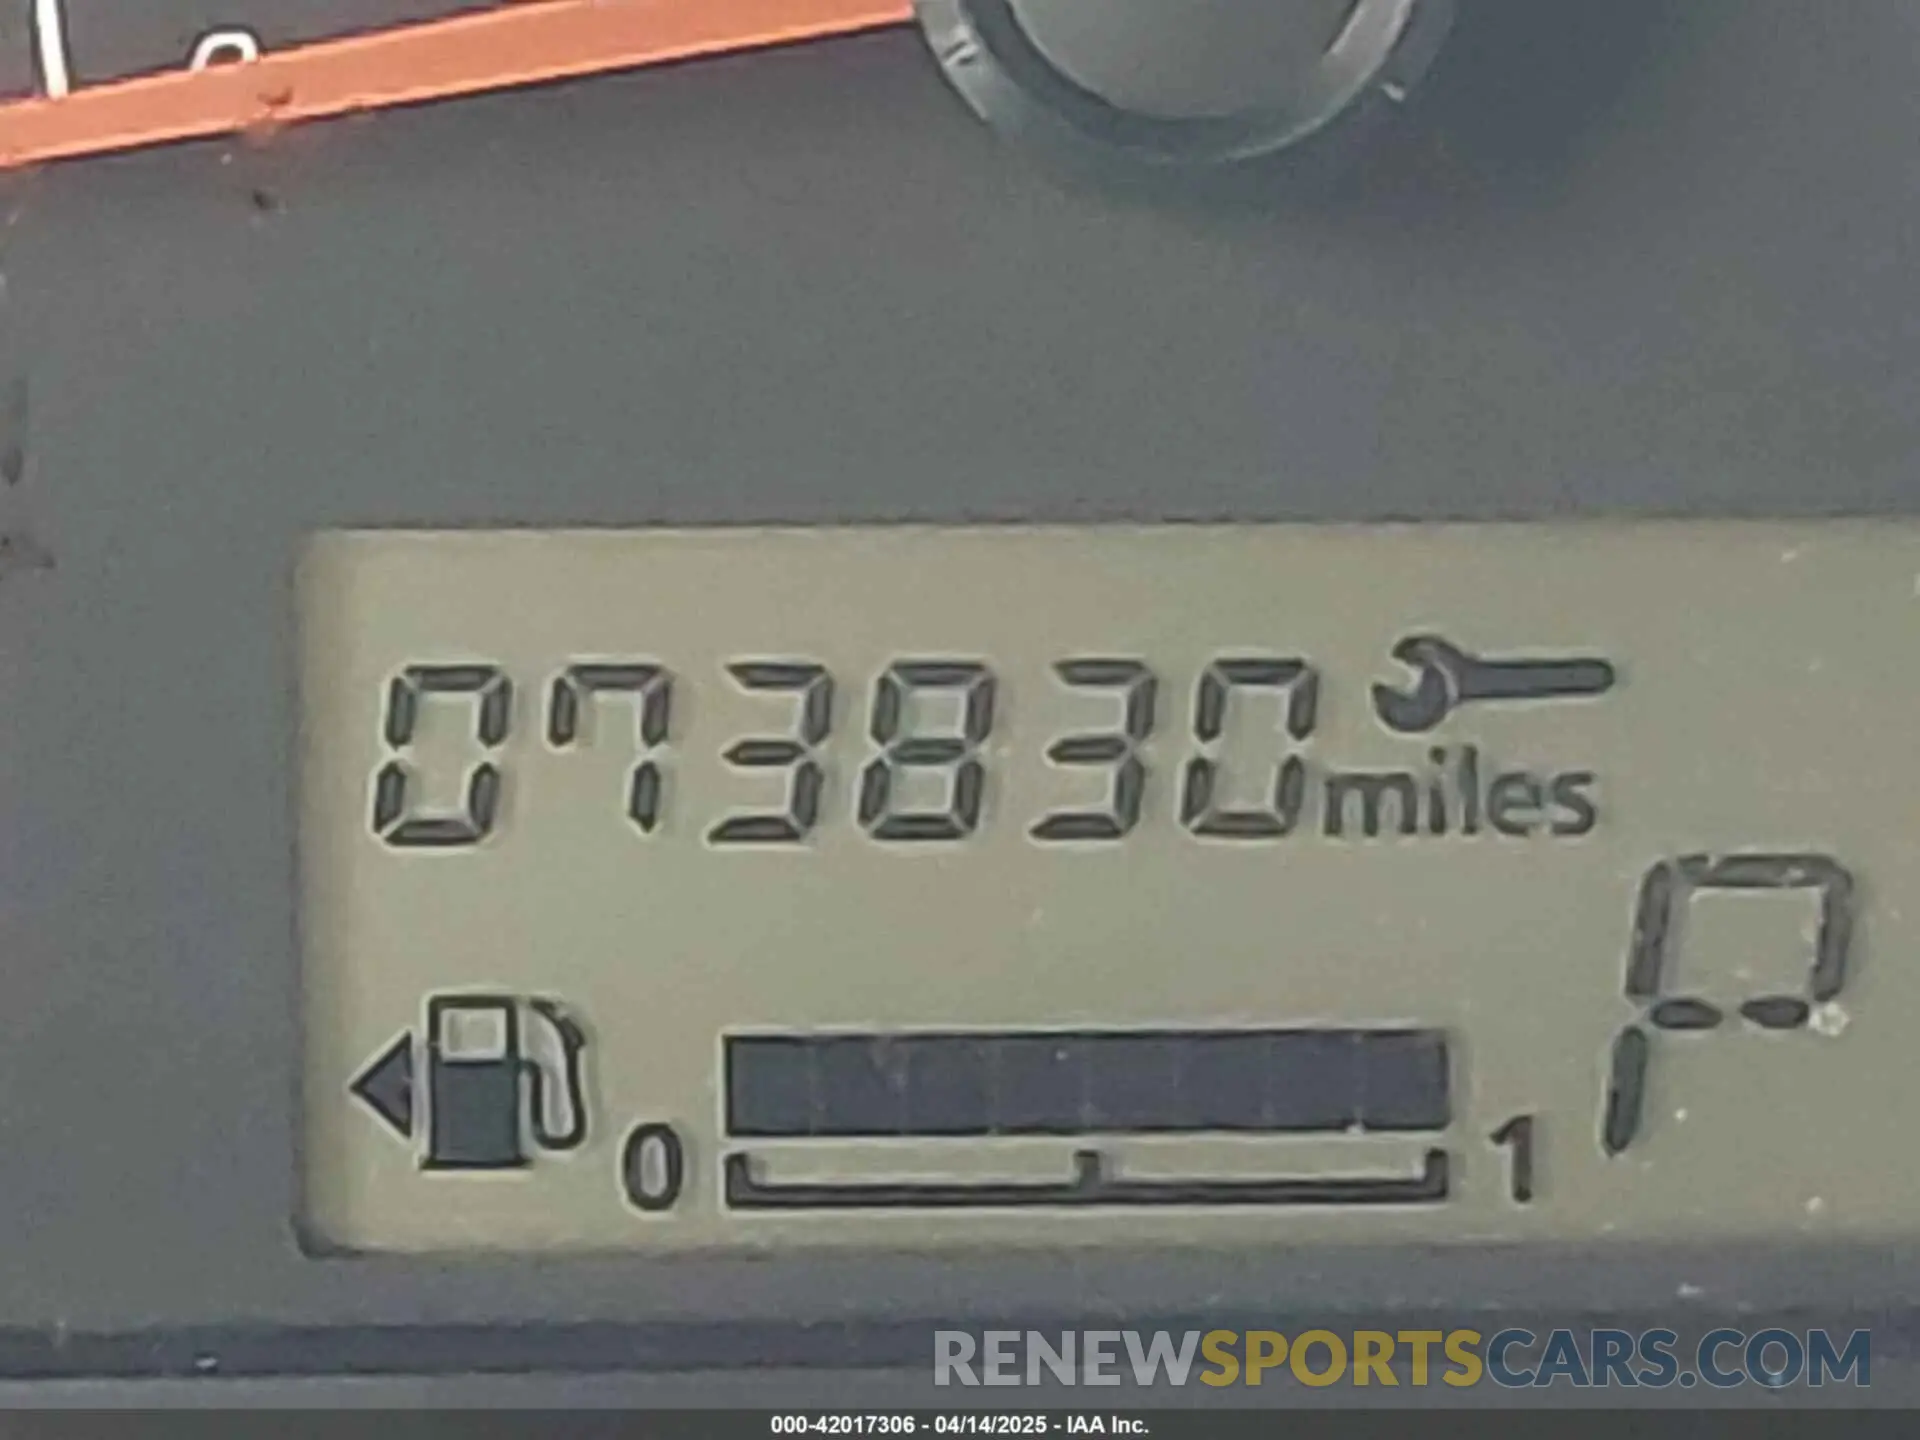 073830 miles
P
0 1
RENEWSPORTSCARS.COM
000-42017306 - 04/14/2025 - IAA Inc.